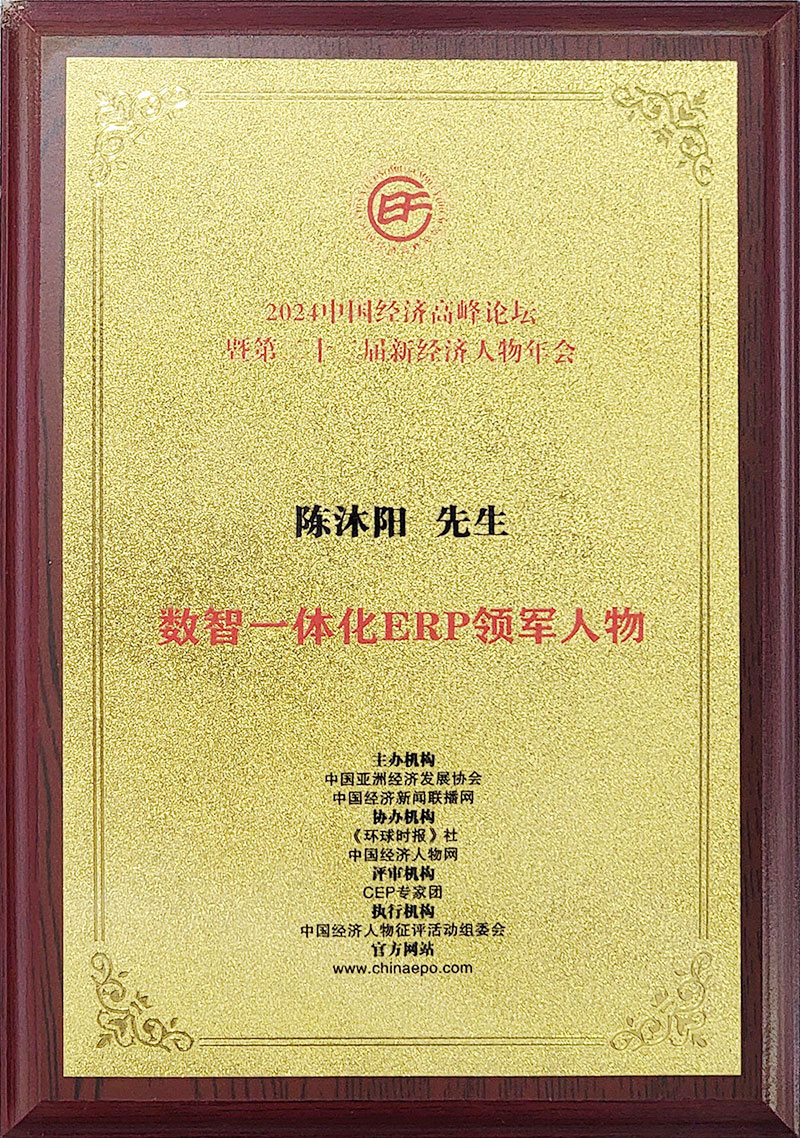 2024中国经济高峰论坛
暨第二十二届新经济人物年会
陈沐阳 先生
数智一体化ERP领军人物
主办机构
中国亚洲经济发展协会
中国经济新闻联播网
协办机构
《环球时报》社
中国经济人物网
评审机构
CEP专家团
执行机构
中国经济人物征评活动组委会
官方网站
www.chinaepo.com